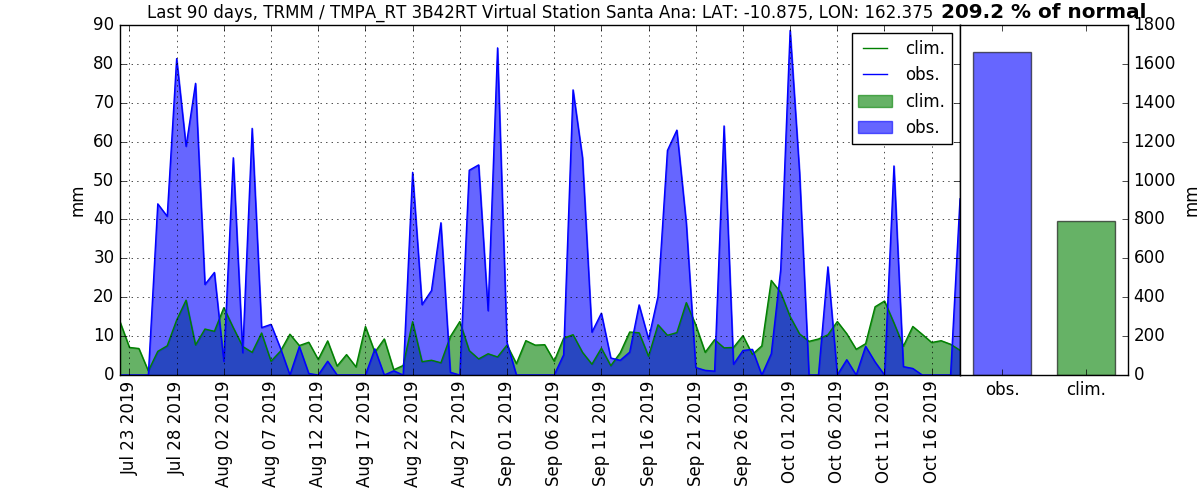 Last 90 days, TRMM / TMPA_RT 3B42RT Virtual Station Santa Ana: LAT: -10.875, LON: 162.375 209.2 % of normal
90
80
70
60
50
40
30
20
10
0
mm
clim.
obs.
clim.
obs.
1800
1600
1400
1200
1000
800
600
400
200
0
mm
Jul 23 2019
Jul 28 2019
Aug 02 2019
Aug 07 2019
Aug 12 2019
Aug 17 2019
Aug 22 2019
Aug 27 2019
Sep 01 2019
Sep 06 2019
Sep 11 2019
Sep 16 2019
Sep 21 2019
Sep 26 2019
Oct 01 2019
Oct 06 2019
Oct 11 2019
Oct 16 2019
obs.
clim.